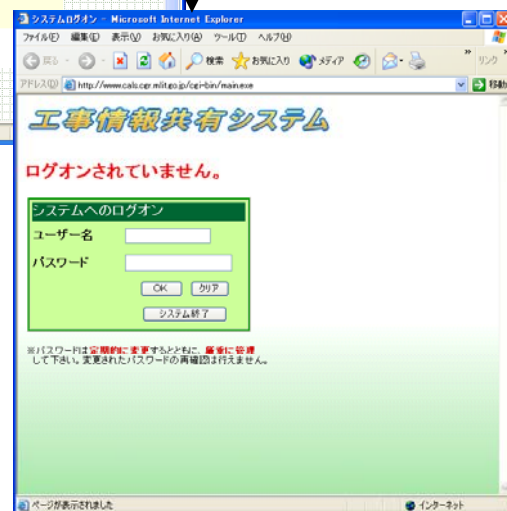 システムログオン - Microsoft Internet Explorer
ファイル(F) 編集(E) 表示(V) お気に入り(A) ツール(T) ヘルプ(H)
戻る 検索 お気に入り メディア リンク
アドレス(D) http://www.cals.cgr.mlit.go.jp/cgi-bin/main.exe 移動
工事情報共有システム
ログオンされていません。
システムへのログオン
ユーザー名
パスワード
OK クリア
システム終了
※パスワードは定期的に変更するとともに、厳重に管理
して下さい。変更されたパスワードの再確認は行えません。
ページが表示されました インターネット